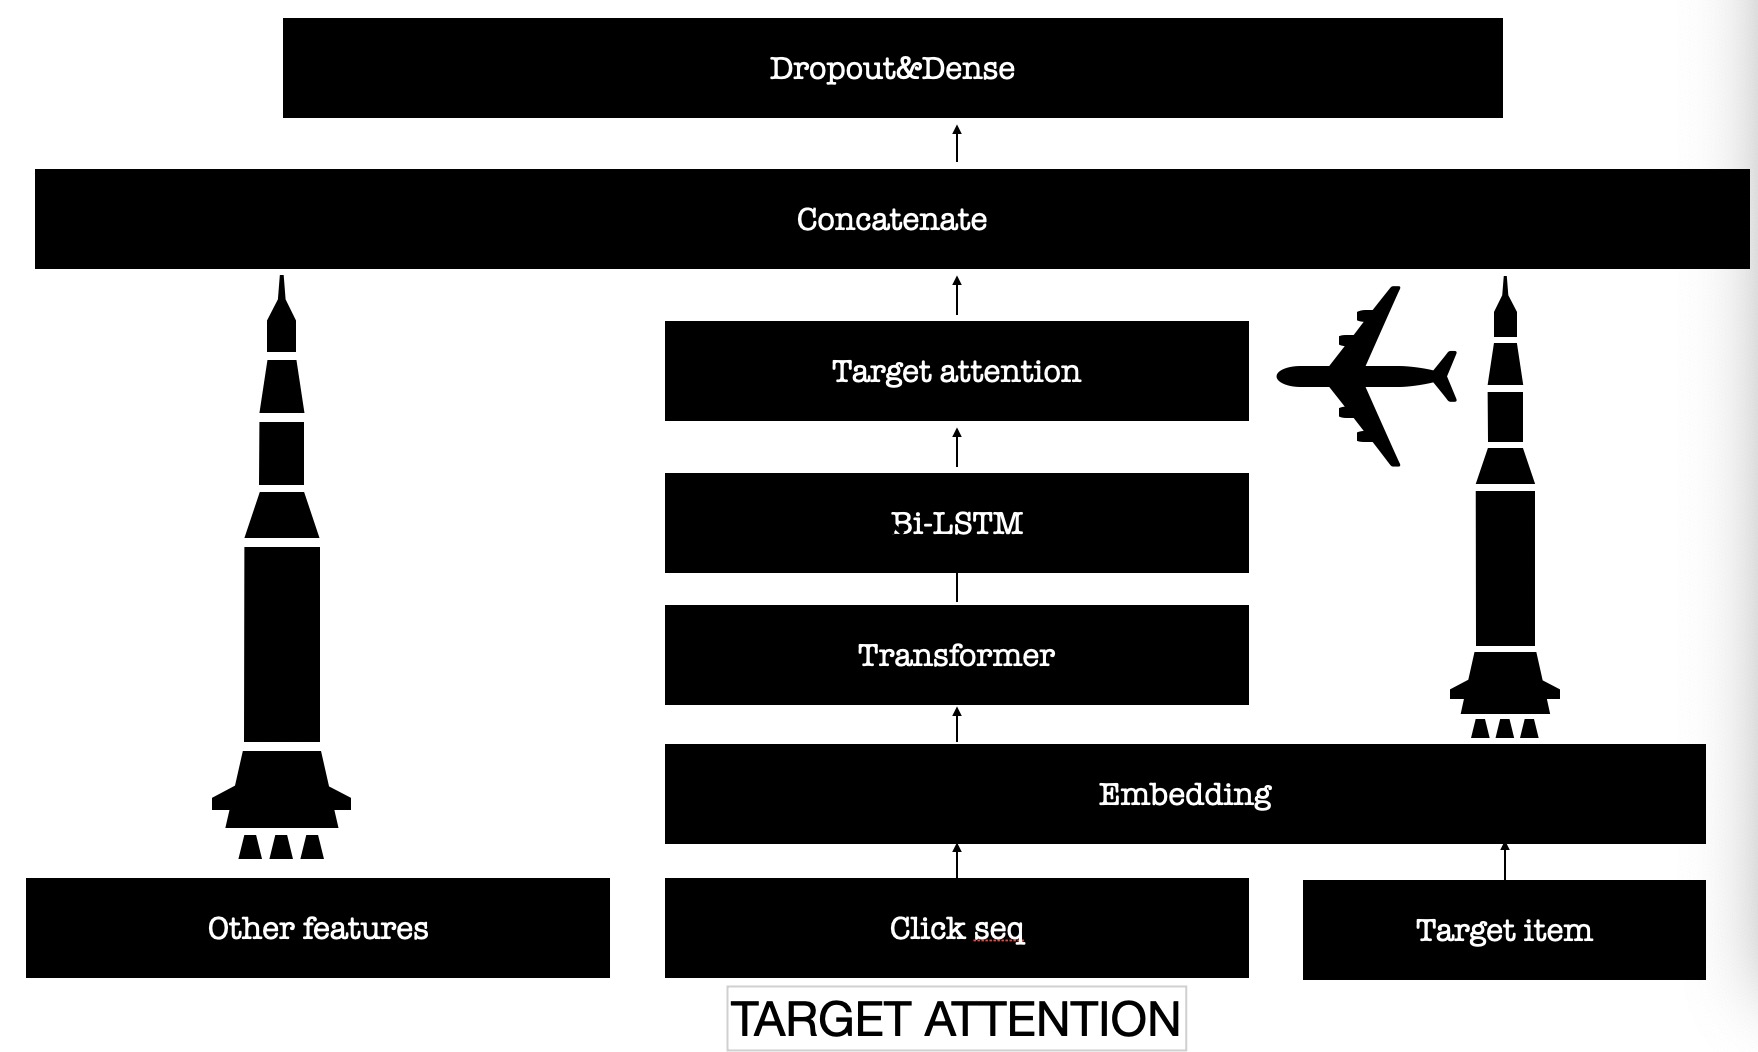 Dropout&Dense
Concatenate
Target attention
Bi-LSTM
Transformer
Embedding
Other features
Click seq
Target item
TARGET ATTENTION